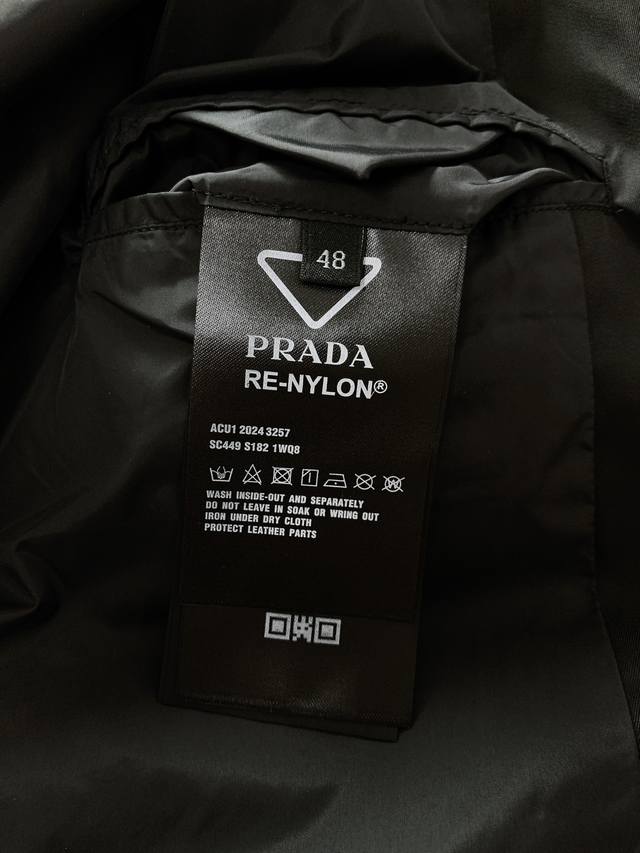 48
PRADA
RE-NYLON®
ACU1 2024 3257
SC449 S182 1WQ8
WASH INSIDE-OUT AND SEPARATELY
DO NOT LEAVE IN SOAK OR WRING OUT
IRON UNDER DRY CLOTH
PROTECT LEATHER PARTS